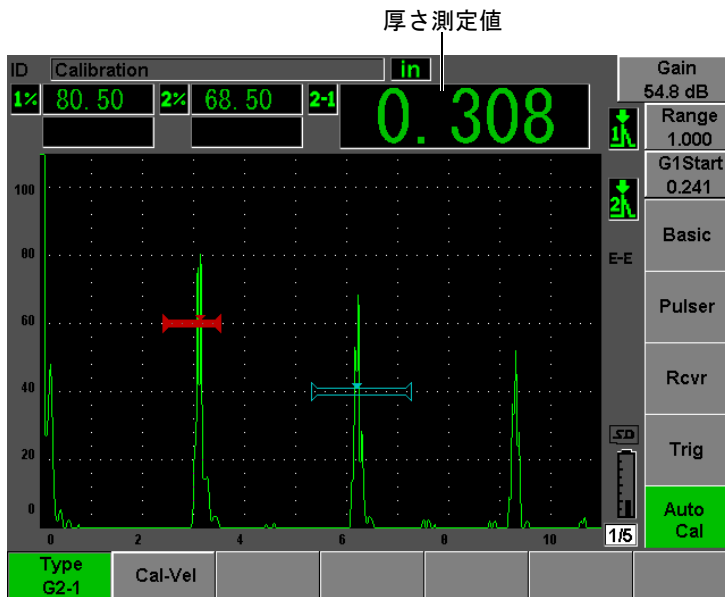 厚さ測定値
ID Calibration in
1% 80.50 2% 68.50 2-1 0.308
Gain
54.8 dB
Range
1.000
G1Start
0.241
Basic
E-E
Pulser
Rcvr
SD
Trig
Auto
Cal
1/5
100
80
60
40
20
0
0 2 4 6 8 10
1
2
Type
G2-1
Cal-Vel